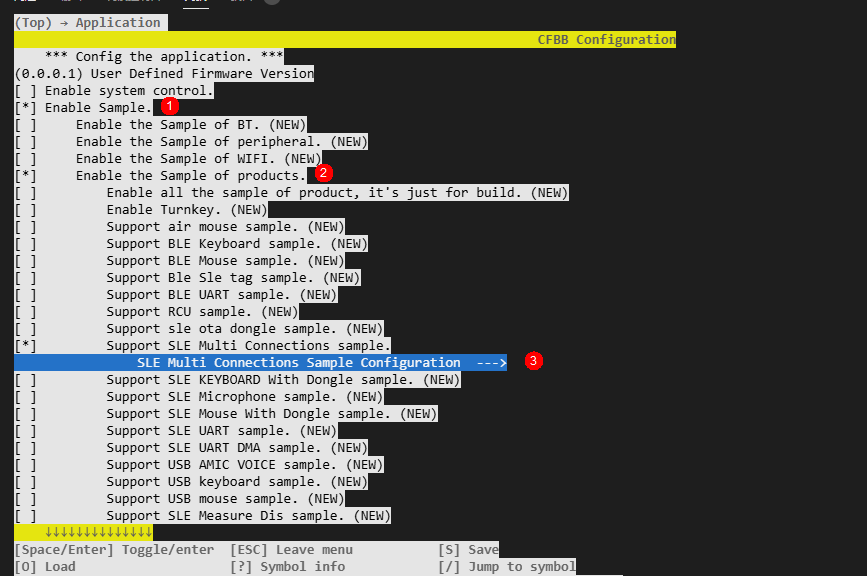 (Top) → Application
CFBB Configuration
*** Config the application. ***
(0.0.0.1) User Defined Firmware Version
[ ] Enable system control.
[*] Enable Sample. 1
[ ] Enable the Sample of BT. (NEW)
[ ] Enable the Sample of peripheral. (NEW)
[ ] Enable the Sample of WIFI. (NEW)
[*] Enable the Sample of products. 2
[ ] Enable all the sample of product, it's just for build. (NEW)
[ ] Enable Turnkey. (NEW)
[ ] Support air mouse sample. (NEW)
[ ] Support BLE Keyboard sample. (NEW)
[ ] Support BLE Mouse sample. (NEW)
[ ] Support Ble Sle tag sample. (NEW)
[ ] Support BLE UART sample. (NEW)
[ ] Support RCU sample. (NEW)
[ ] Support sle ota dongle sample. (NEW)
[*] Support SLE Multi Connections sample.
SLE Multi Connections Sample Configuration ---> 3
[ ] Support SLE KEYBOARD With Dongle sample. (NEW)
[ ] Support SLE Microphone sample. (NEW)
[ ] Support SLE Mouse With Dongle sample. (NEW)
[ ] Support SLE UART sample. (NEW)
[ ] Support SLE UART DMA sample. (NEW)
[ ] Support USB AMIC VOICE sample. (NEW)
[ ] Support USB keyboard sample. (NEW)
[ ] Support USB mouse sample. (NEW)
[ ] Support SLE Measure Dis sample. (NEW)
↓↓↓↓↓↓↓↓↓↓↓↓↓↓
[Space/Enter] Toggle/enter [ESC] Leave menu [S] Save
[O] Load [?] Symbol info [/] Jump to symbol